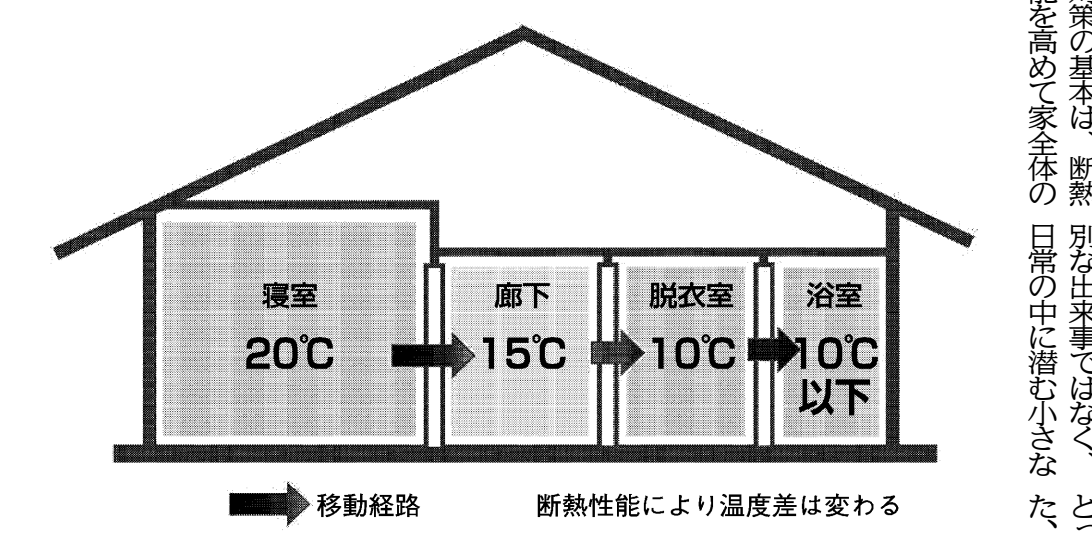 策の基本は、断熱
を高めて家全体の
別な出来事ではなく、
日常の中に潜む小さな
た、
寝室
20℃
廊下
15℃
脱衣室
10℃
浴室
10℃
以下
移動経路
断熱性能により温度差は変わる